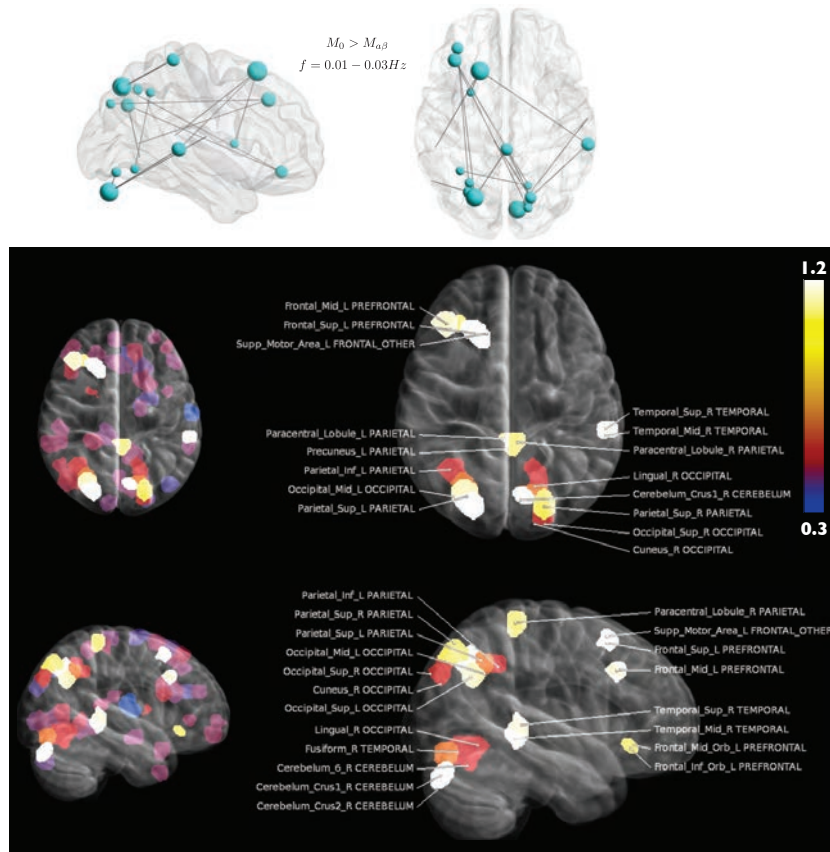 M₀ > Mₐᵦ
f = 0.01 − 0.03Hz
1.2
0.3
Frontal_Mid_L PREFRONTAL
Frontal_Sup_L PREFRONTAL
Supp_Motor_Area_L FRONTAL_OTHER
Paracentral_Lobule_L PARIETAL
Precuneus_L PARIETAL
Parietal_Inf_L PARIETAL
Occipital_Mid_L OCCIPITAL
Parietal_Sup_L PARIETAL
Temporal_Sup_R TEMPORAL
Temporal_Mid_R TEMPORAL
Paracentral_Lobule_R PARIETAL
Lingual_R OCCIPITAL
Cerebelum_Crus1_R CEREBELUM
Parietal_Sup_R PARIETAL
Occipital_Sup_R OCCIPITAL
Cuneus_R OCCIPITAL
Parietal_Inf_L PARIETAL
Parietal_Sup_R PARIETAL
Parietal_Sup_L PARIETAL
Occipital_Mid_L OCCIPITAL
Occipital_Sup_R OCCIPITAL
Cuneus_R OCCIPITAL
Occipital_Sup_L OCCIPITAL
Lingual_R OCCIPITAL
Fusiform_R TEMPORAL
Cerebelum_6_R CEREBELUM
Cerebelum_Crus1_R CEREBELUM
Cerebelum_Crus2_R CEREBELUM
Paracentral_Lobule_R PARIETAL
Supp_Motor_Area_L FRONTAL_OTHER
Frontal_Sup_L PREFRONTAL
Frontal_Mid_L PREFRONTAL
Temporal_Sup_R TEMPORAL
Temporal_Mid_R TEMPORAL
Frontal_Mid_Orb_L PREFRONTAL
Frontal_Inf_Orb_L PREFRONTAL